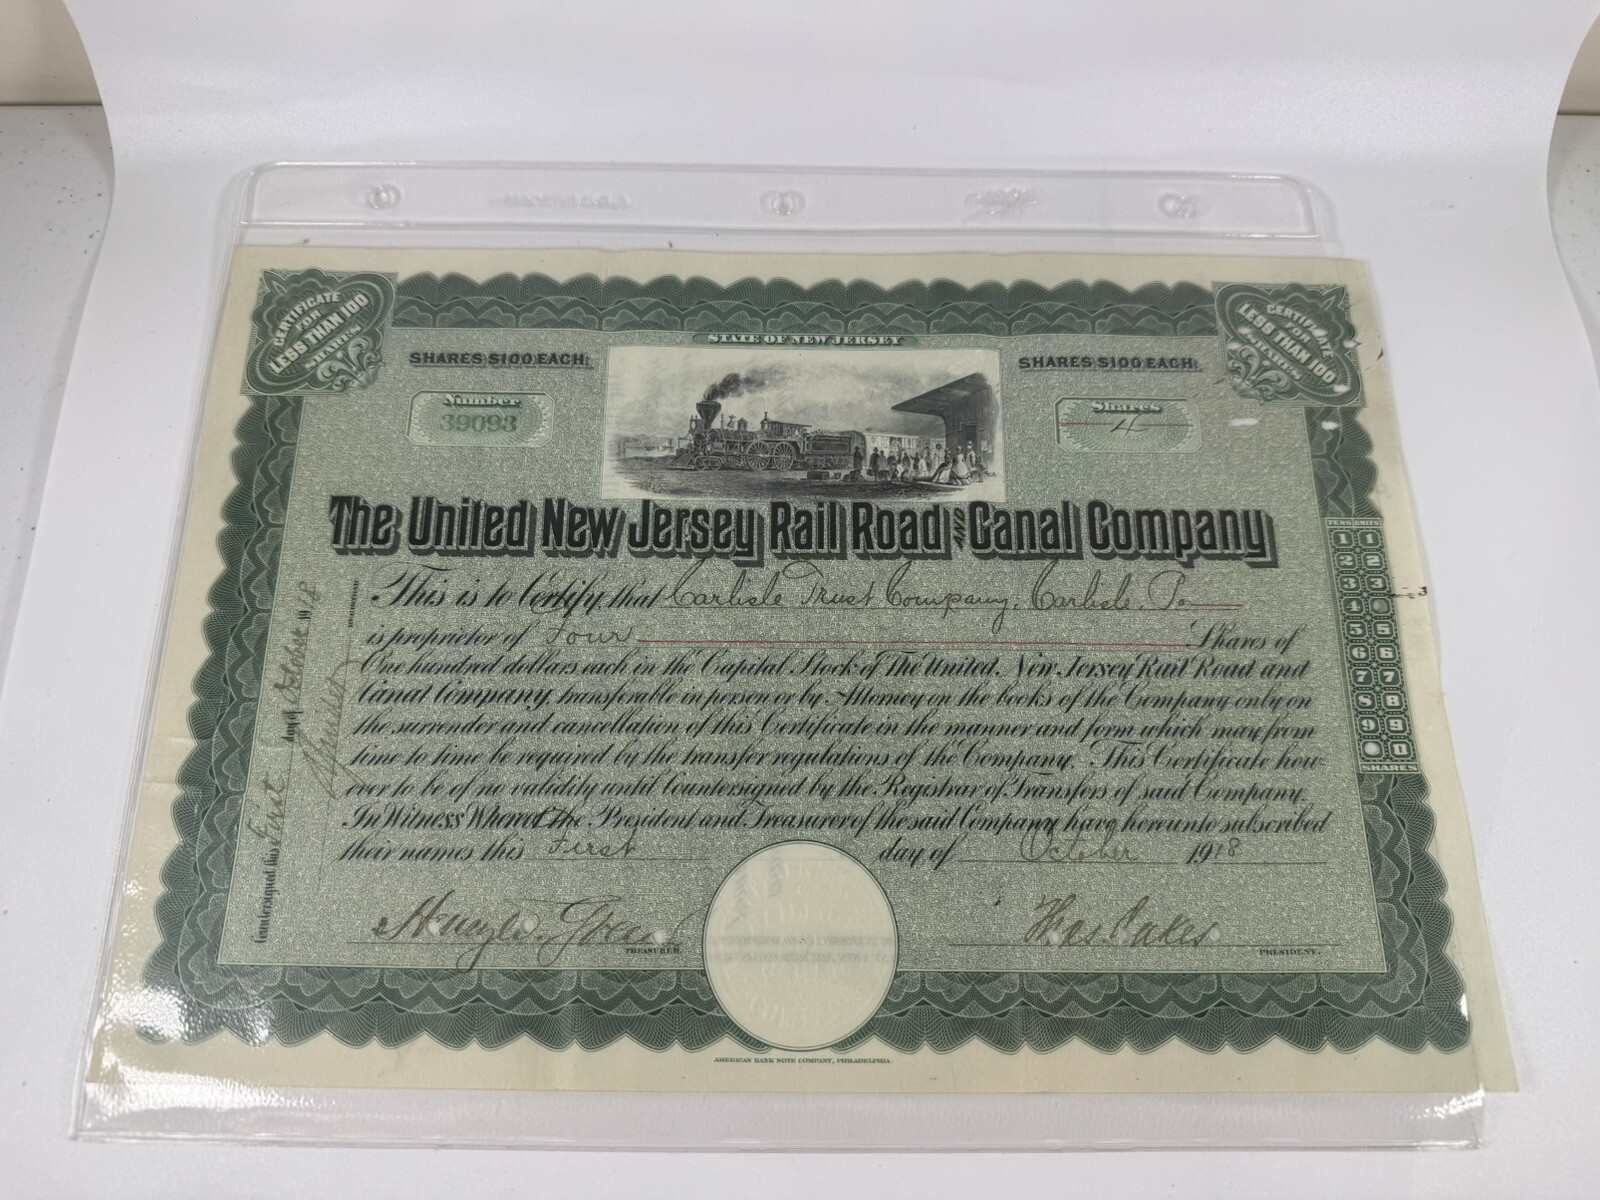 CERTIFICATE
FOR
LESS THAN 100
SHARES
STATE OF NEW JERSEY
CERTIFICATE
FOR
LESS THAN 100
SHARES
SHARES $100 EACH.
SHARES $100 EACH.
Number
39093
Shares
4
The United New Jersey Rail Road AND Canal Company
This is to Certify, that Carlisle Trust Company, Carlisle, Pa
is proprietor of Four Shares of
One hundred dollars each in the Capital Stock of The United New Jersey Rail Road and
Canal Company, transferable in person or by Attorney on the books of the Company only on
the surrender and cancellation of this Certificate in the manner and form which may from
time to time be required by the transfer regulations of the Company. This Certificate how-
ever to be of no validity until Countersigned by the Registrar of Transfers of said Company.
In Witness Whereof the President and Treasurer of the said Company have hereunto subscribed
their names this First day of October 1918
TREASURER.
Thos Oakes
PRESIDENT.
Countersigned this First day of October 1918
TENS UNITS
1 1
2 2
3 3
4
5 5
6 6
7 7
8 8
9 9
0
SHARES
AMERICAN BANK NOTE COMPANY, PHILADELPHIA.